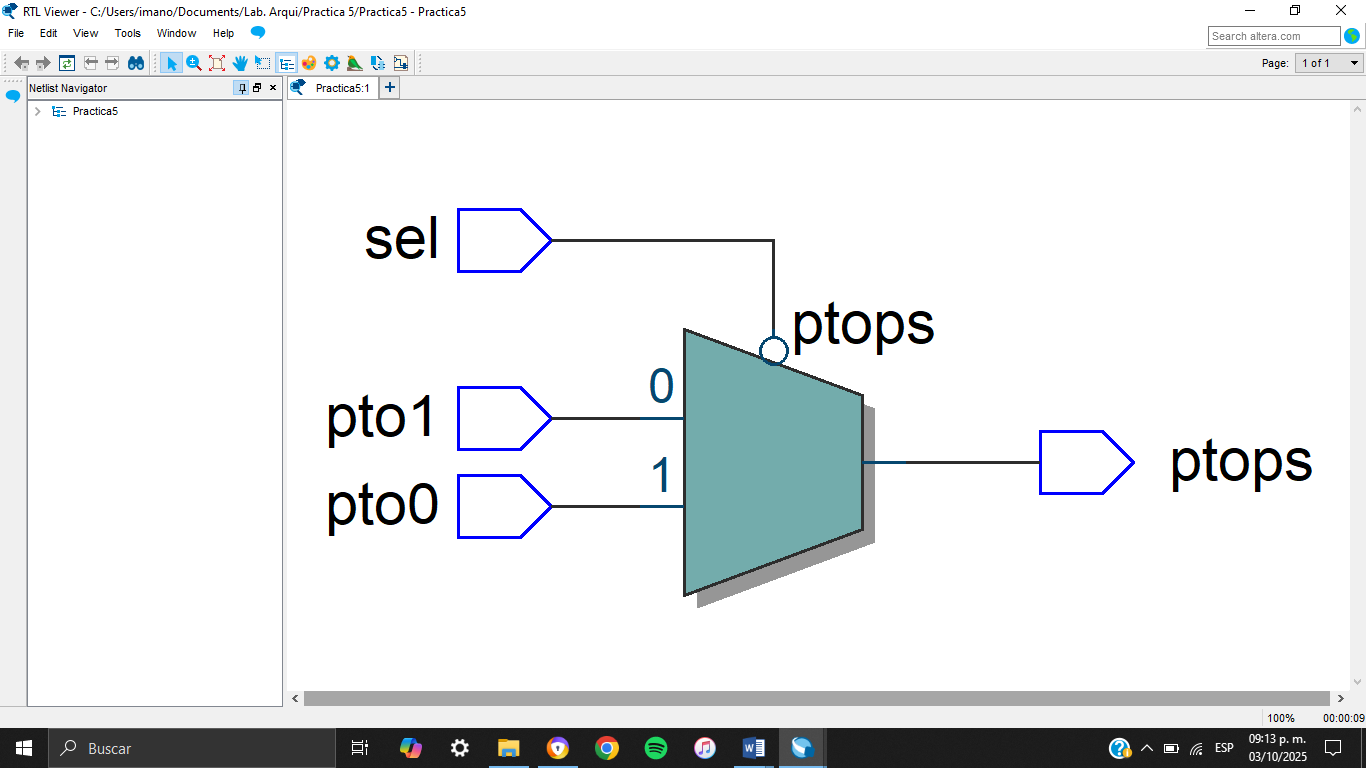 RTL Viewer - C:/Users/imano/Documents/Lab. Arqui/Practica 5/Practica5 - Practica5
File Edit View Tools Window Help
Search altera.com
Page: 1 of 1
Netlist Navigator
Practica5:1
Practica5
sel
ptops
0
pto1
1
pto0
ptops
100% 00:00:09
Buscar
ESP
09:13 p. m.
03/10/2025